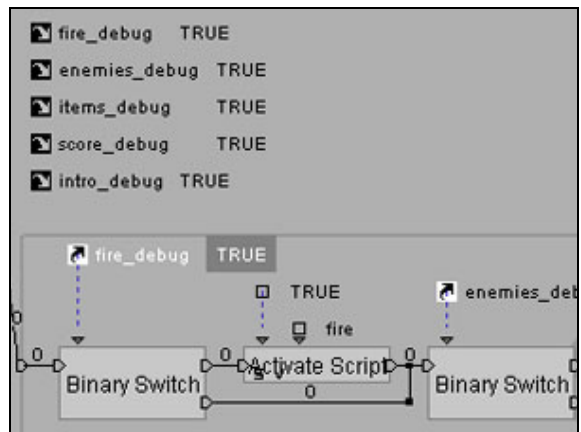 fire_debug TRUE
enemies_debug TRUE
items_debug TRUE
score_debug TRUE
intro_debug TRUE
fire_debug TRUE
TRUE enemies_deb
fire
0 0 0
Binary Switch Activate Script Binary Switch
0